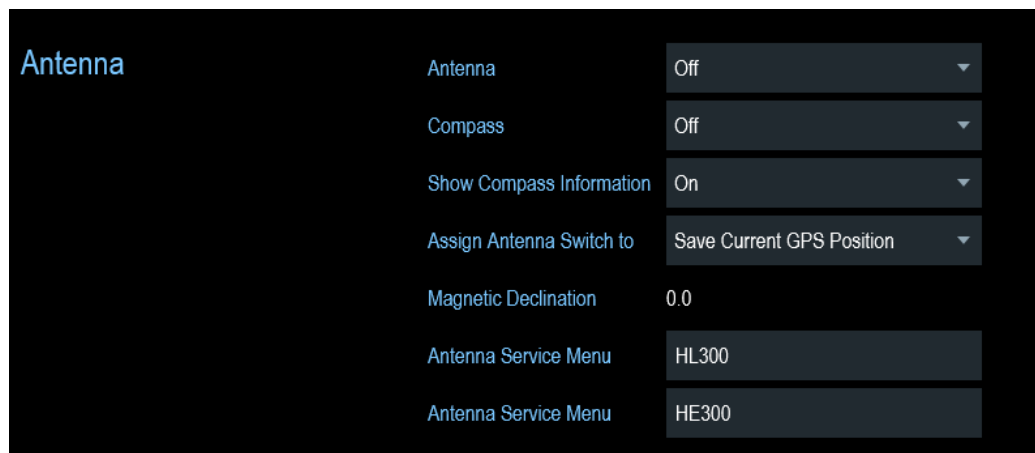 Antenna
Antenna Off
Compass Off
Show Compass Information On
Assign Antenna Switch to Save Current GPS Position
Magnetic Declination 0.0
Antenna Service Menu HL300
Antenna Service Menu HE300